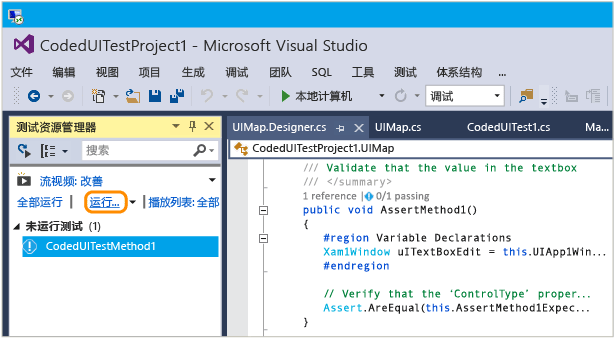 CodedUITestProject1 - Microsoft Visual Studio
文件 编辑 视图 项目 生成 调试 团队 SQL 工具 测试 体系结构 ...
本地计算机 调试
测试资源管理器
搜索
流视频: 改善
全部运行 | 运行... | 播放列表: 全部
未运行测试 (1)
CodedUITestMethod1
UIMap.Designer.cs UIMap.cs CodedUITest1.cs Ma...
CodedUITestProject1.UIMap
/// Validate that the value in the textbox
/// </summary>
1 reference | 0/1 passing
public void AssertMethod1()
{
#region Variable Declarations
Xam1Window uITextBoxEdit = this.UIApp1Win...
#endregion
// Verify that the ‘ControlType’ proper...
Assert.AreEqual(this.AssertMethod1Expec...
}